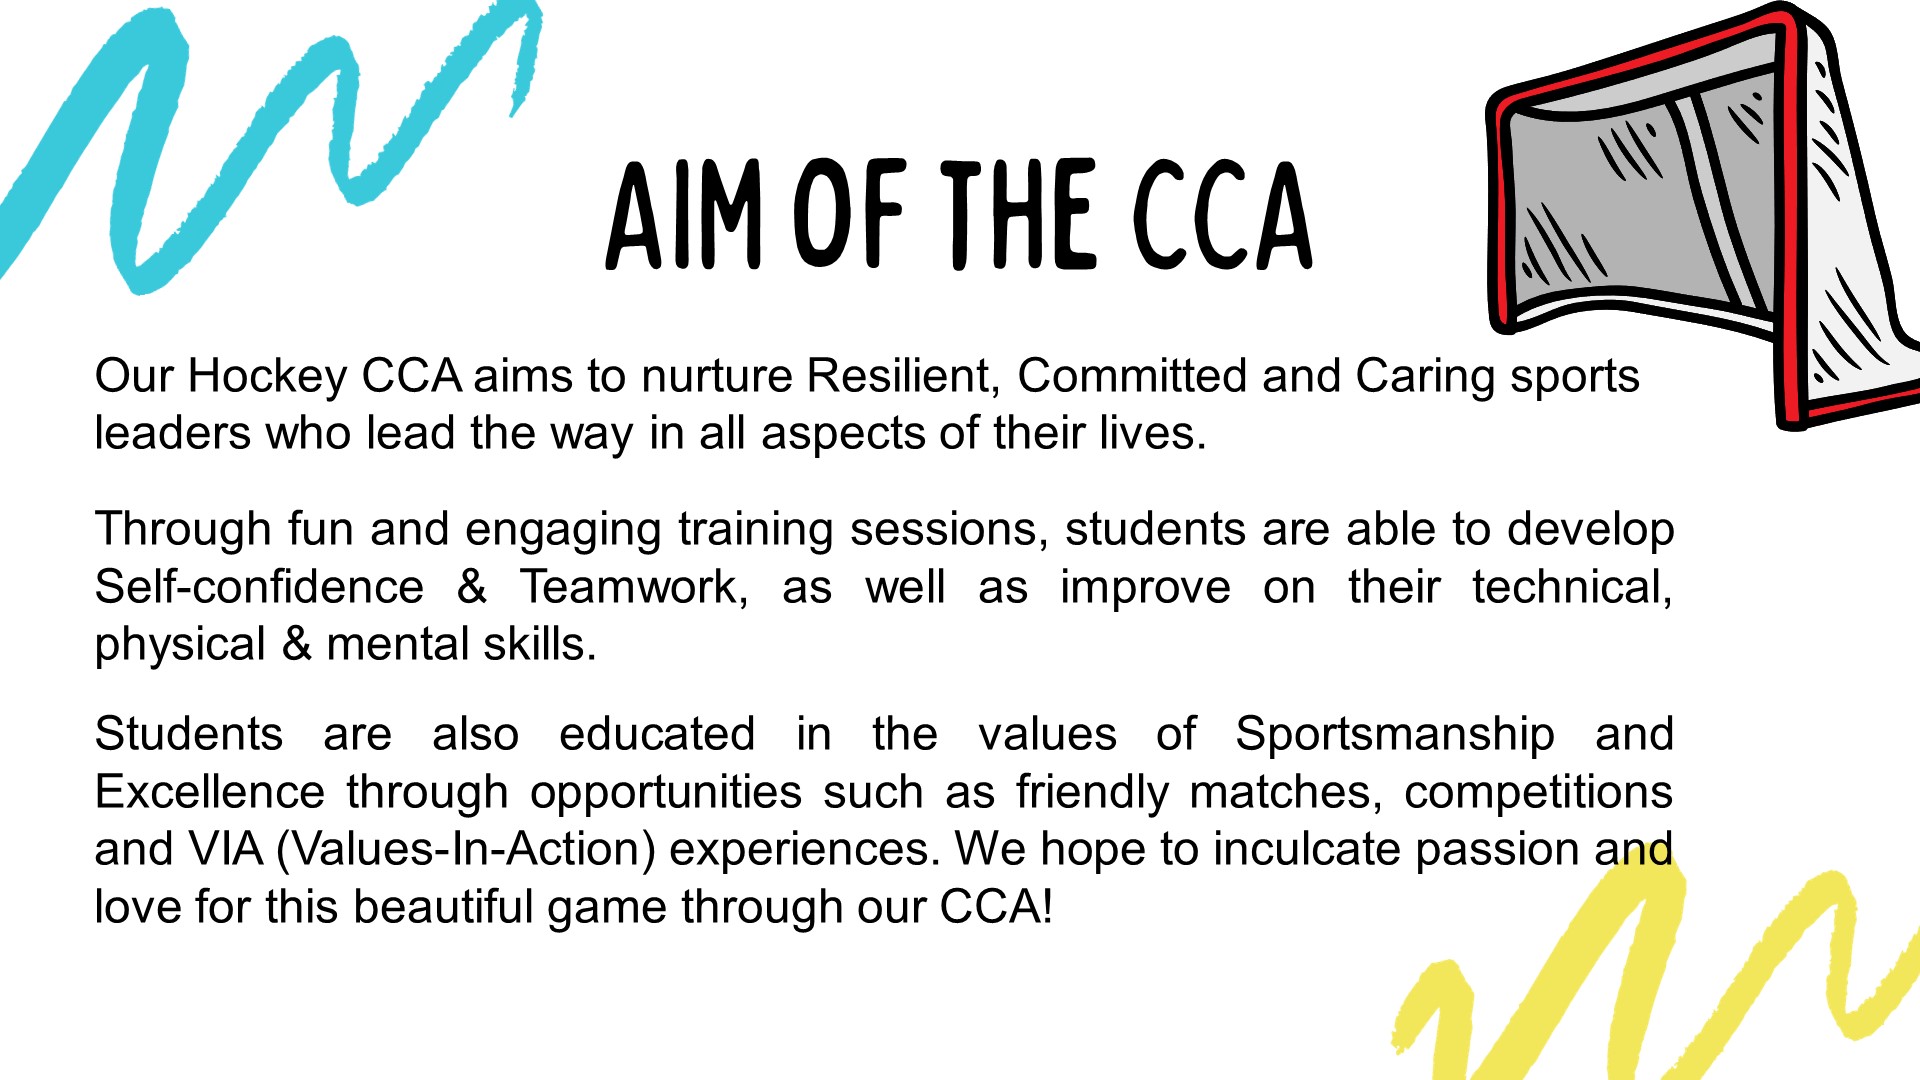 AIM OF THE CCA
Our Hockey CCA aims to nurture Resilient, Committed and Caring sports
leaders who lead the way in all aspects of their lives.
Through fun and engaging training sessions, students are able to develop
Self-confidence & Teamwork, as well as improve on their technical,
physical & mental skills.
Students are also educated in the values of Sportsmanship and
Excellence through opportunities such as friendly matches, competitions
and VIA (Values-In-Action) experiences. We hope to inculcate passion and
love for this beautiful game through our CCA!